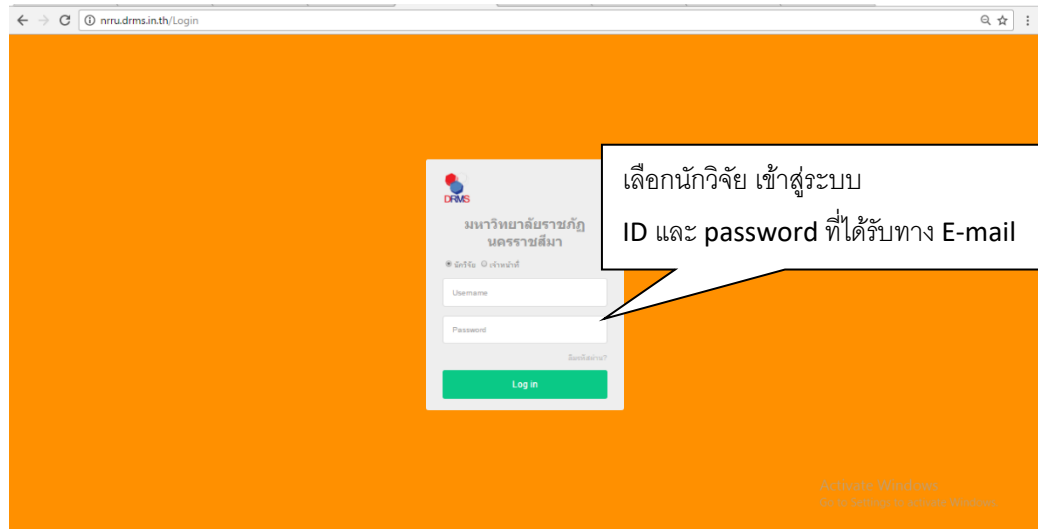 nrru.drms.in.th/Login
DRMS
มหาวิทยาลัยราชภัฏ
นครราชสีมา
นักวิจัย เจ้าหน้าที่
Username
Password
ลืมรหัสผ่าน?
Log in
เลือกนักวิจัย เข้าสู่ระบบ
ID และ password ที่ได้รับทาง E-mail
Activate Windows